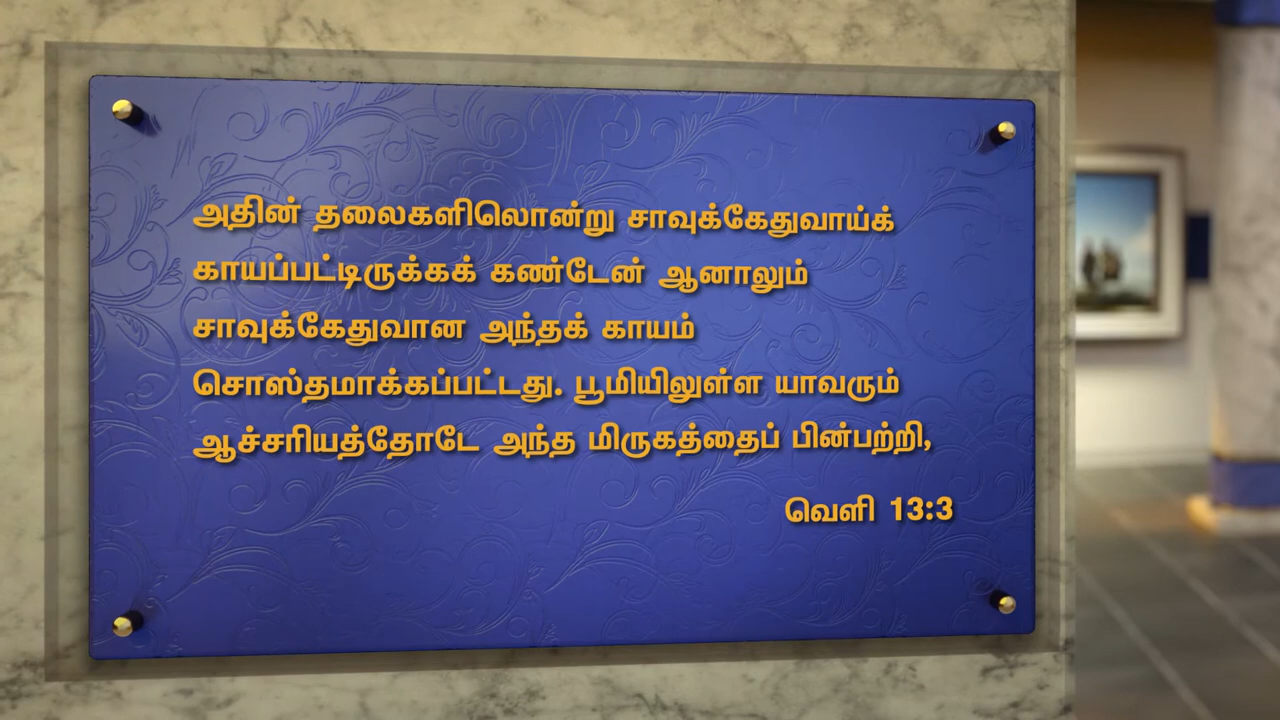 அதின் தலைகளிலொன்று சாவுக்கேதுவாய்க்
காயப்பட்டிருக்கக் கண்டேன் ஆனாலும்
சாவுக்கேதுவான அந்தக் காயம்
சொஸ்தமாக்கப்பட்டது. பூமியிலுள்ள யாவரும்
ஆச்சரியத்தோடே அந்த மிருகத்தைப் பின்பற்றி,
வெளி 13:3